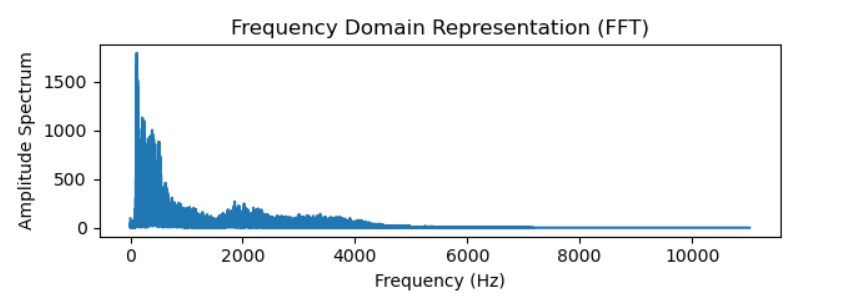 Frequency Domain Representation (FFT)
Amplitude Spectrum
1500
1000
500
0
0 2000 4000 6000 8000 10000
Frequency (Hz)